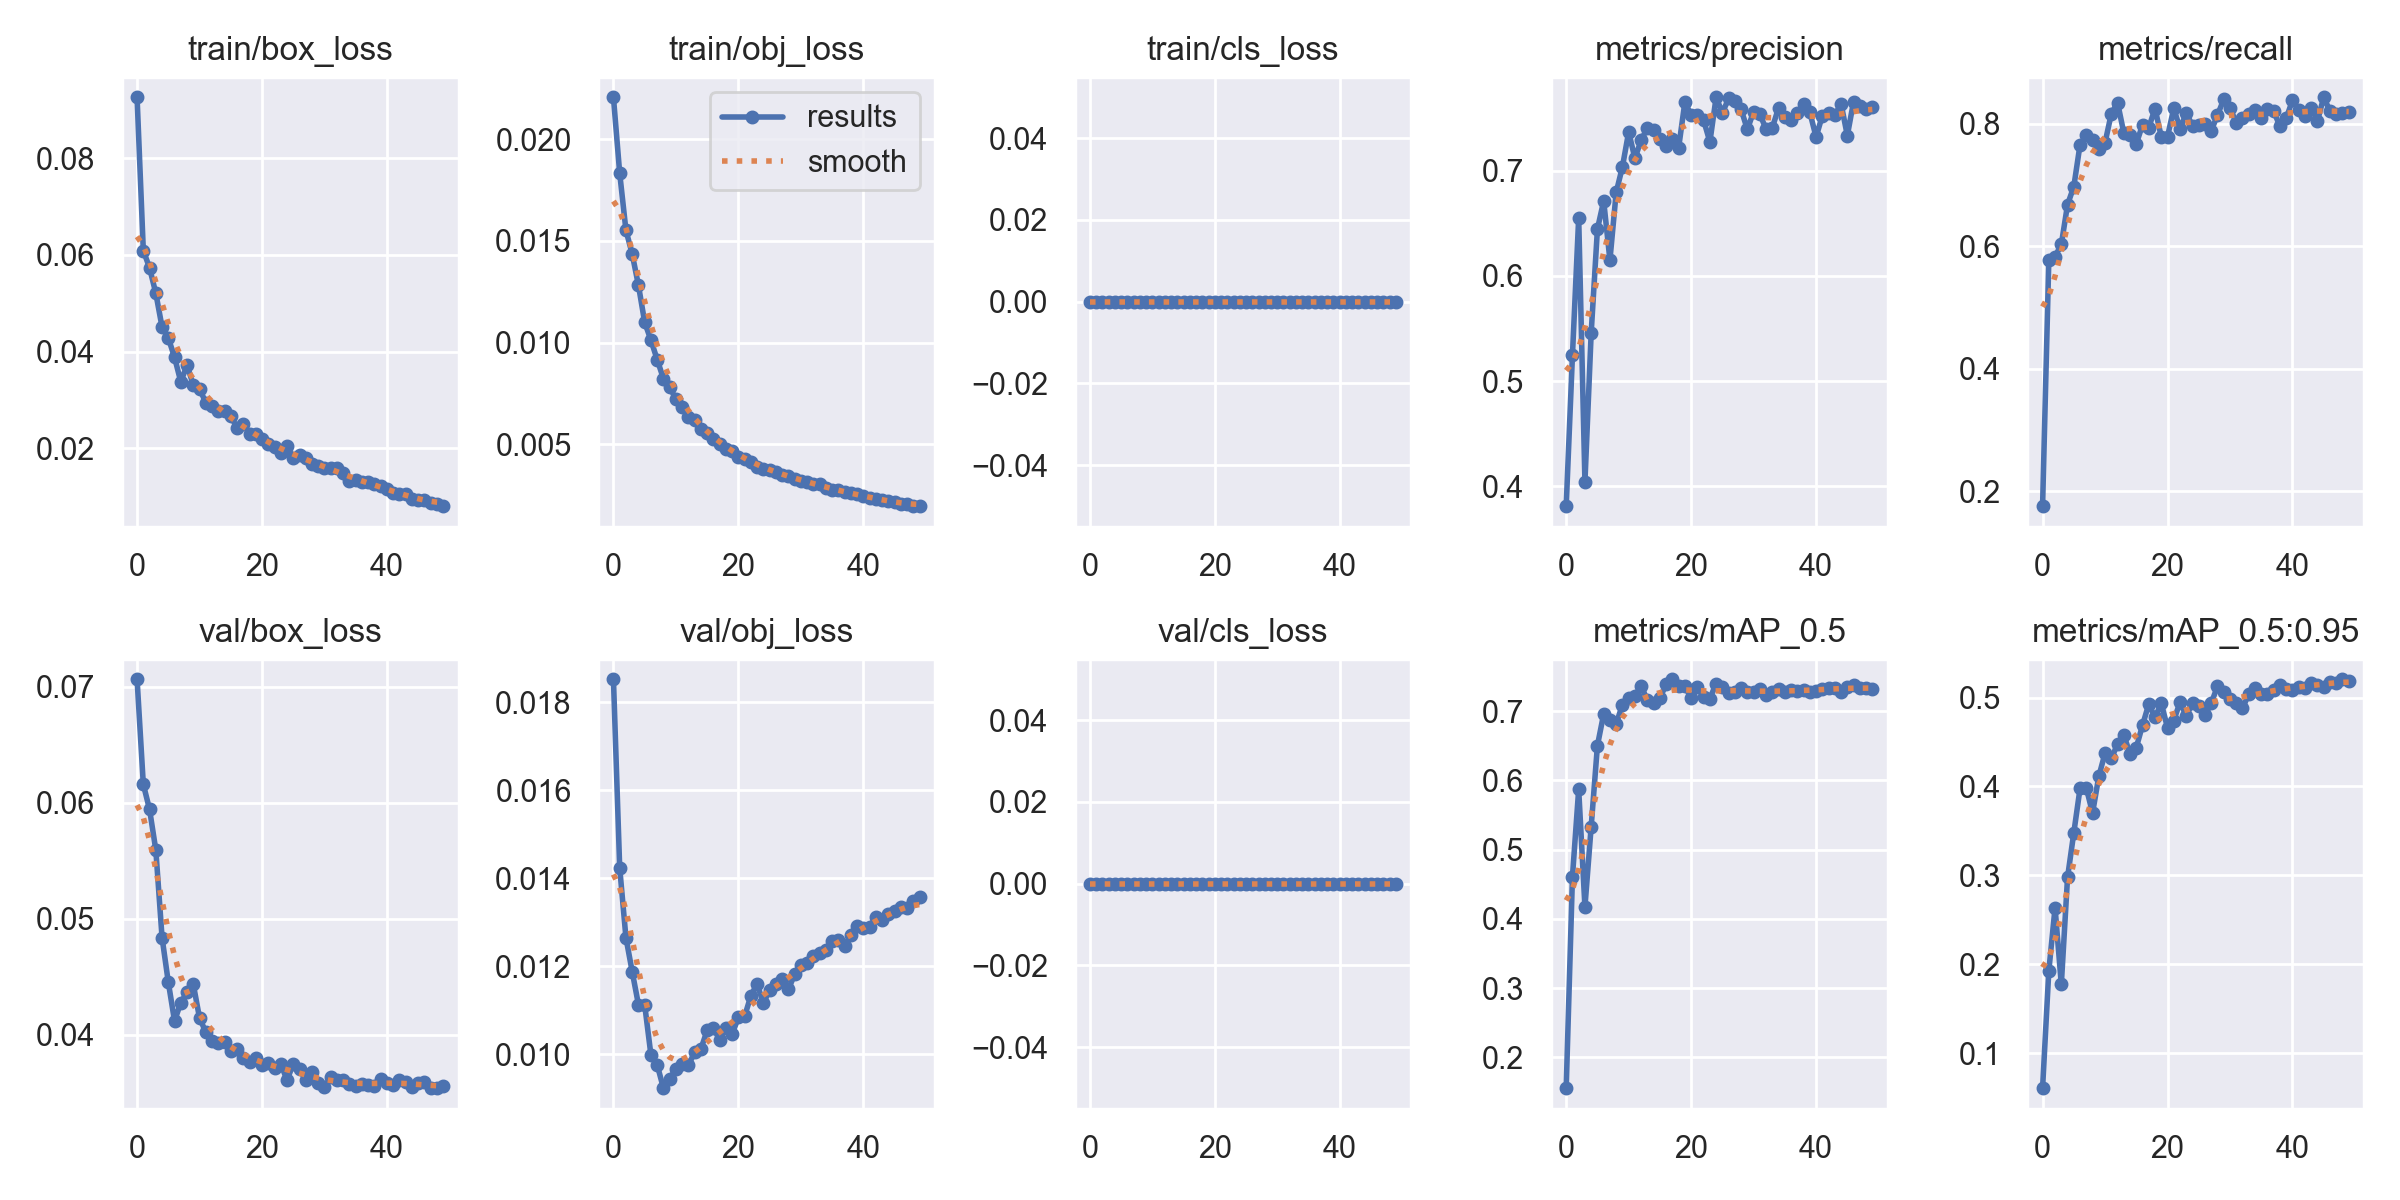 train/box_loss
0.08
0.06
0.04
0.02
0 20 40
train/obj_loss
results
smooth
0.020
0.015
0.010
0.005
0 20 40
train/cls_loss
0.04
0.02
0.00
−0.02
−0.04
0 20 40
metrics/precision
0.7
0.6
0.5
0.4
0 20 40
metrics/recall
0.8
0.6
0.4
0.2
0 20 40
val/box_loss
0.07
0.06
0.05
0.04
0 20 40
val/obj_loss
0.018
0.016
0.014
0.012
0.010
0 20 40
val/cls_loss
0.04
0.02
0.00
−0.02
−0.04
0 20 40
metrics/mAP_0.5
0.7
0.6
0.5
0.4
0.3
0.2
0 20 40
metrics/mAP_0.5:0.95
0.5
0.4
0.3
0.2
0.1
0 20 40